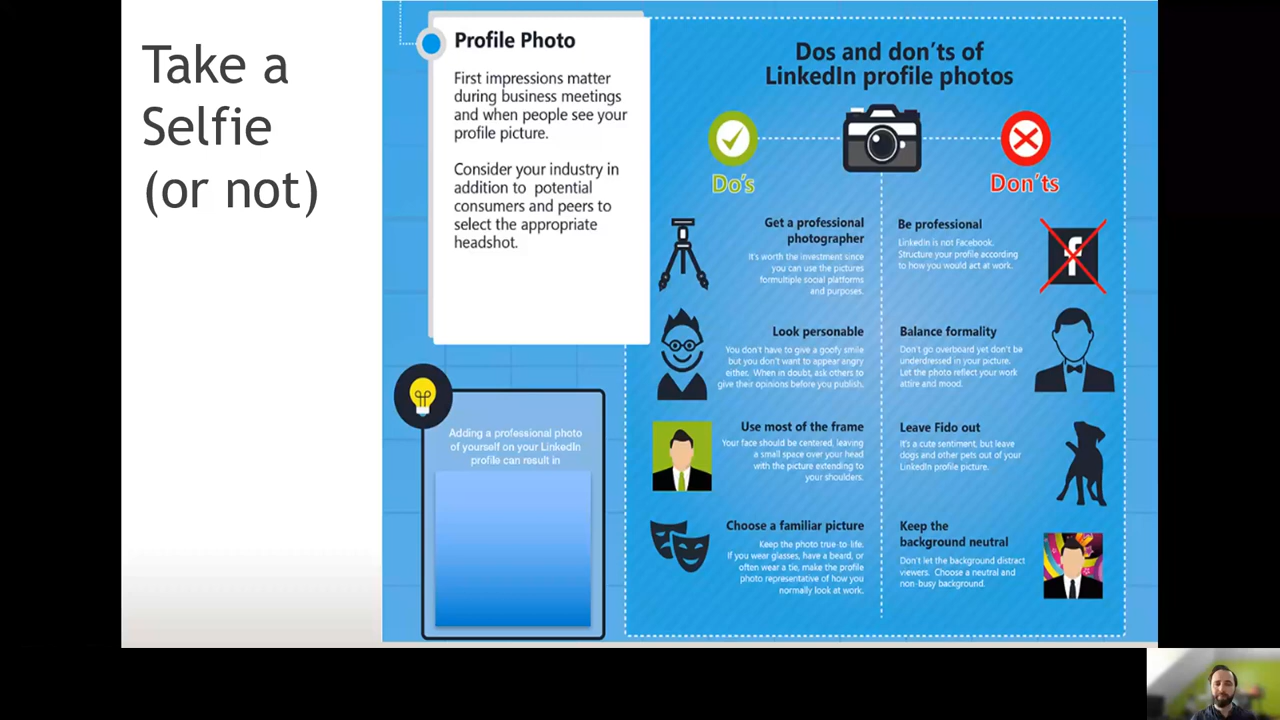 Take a
Selfie
(or not)
Profile Photo
First impressions matter
during business meetings
and when people see your
profile picture.
Consider your industry in
addition to potential
consumers and peers to
select the appropriate
headshot.
Adding a professional photo
of yourself on your LinkedIn
profile can result in
Dos and don'ts of
LinkedIn profile photos
Do's
Get a professional
photographer
It's worth the investment since
you can use the pictures
formultiple social platforms
and purposes.
Look personable
You don't have to give a goofy smile
but you don't want to appear angry
either. When in doubt, ask others to
give their opinions before you publish.
Use most of the frame
Your face should be centered, leaving
a small space over your head
with the picture extending to
your shoulders.
Choose a familiar picture
Keep the photo true-to-life.
If you wear glasses, have a beard, or
often wear a tie, make the profile
photo representative of how you
normally look at work.
Don'ts
Be professional
LinkedIn is not Facebook.
Structure your profile according
to how you would act at work.
f
Balance formality
Don't go overboard yet don't be
underdressed in your picture.
Let the photo reflect your work
attire and mood.
Leave Fido out
It's a cute sentiment, but leave
dogs and other pets out of your
LinkedIn profile picture.
Keep the
background neutral
Don't let the background distract
viewers. Choose a neutral and
non-busy background.